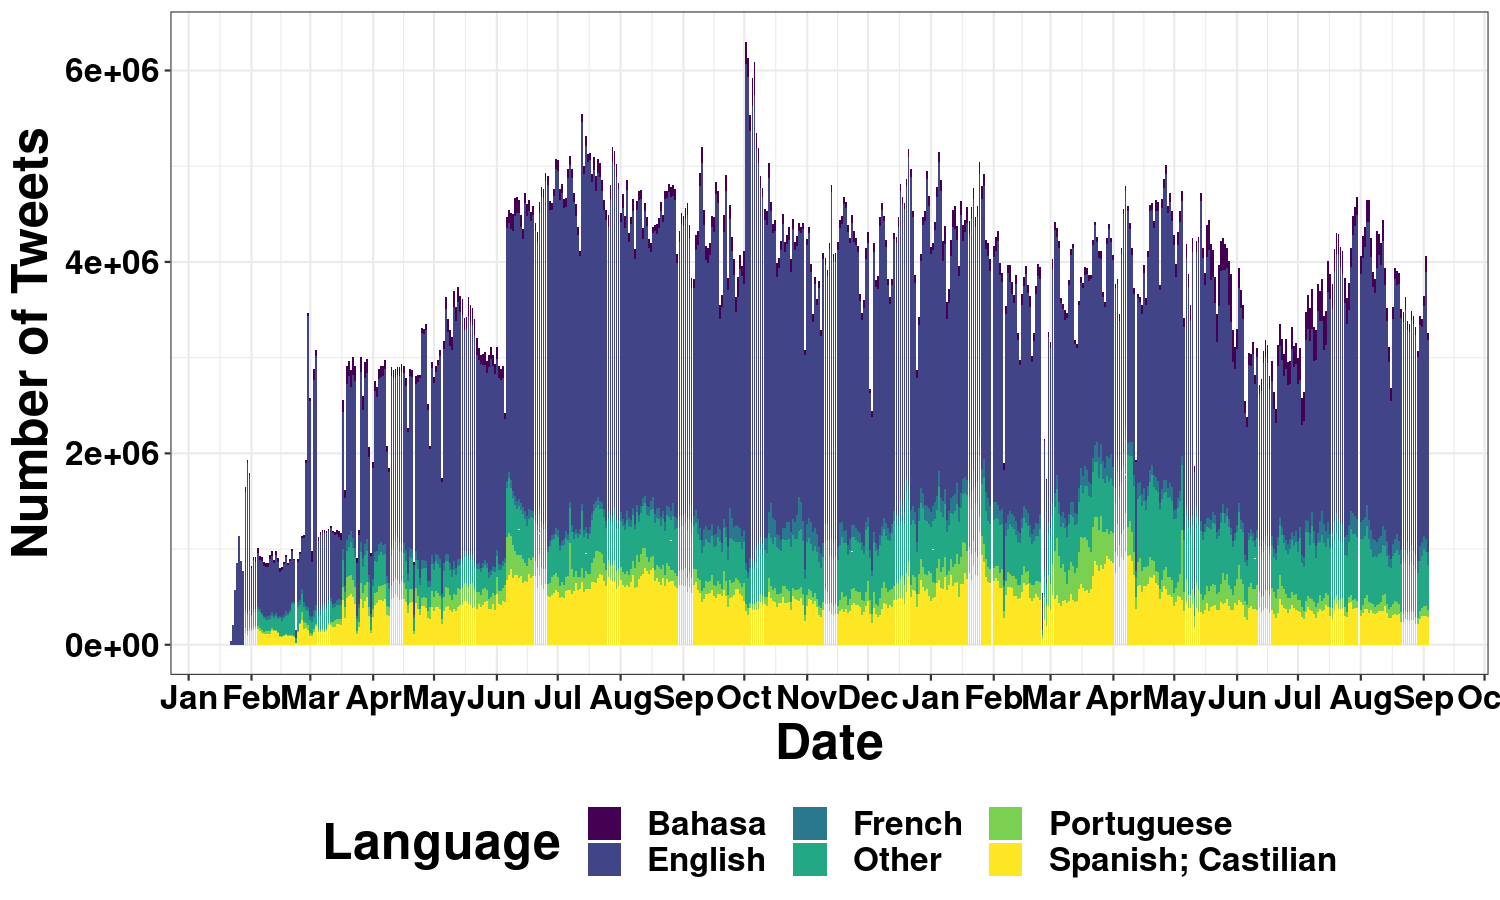 Number of Tweets
6e+06
4e+06
2e+06
0e+00
Jan Feb Mar Apr May Jun Jul Aug Sep Oct Nov Dec Jan Feb Mar Apr May Jun Jul Aug Sep Oc
Date
Language
Bahasa French Portuguese
English Other Spanish; Castilian